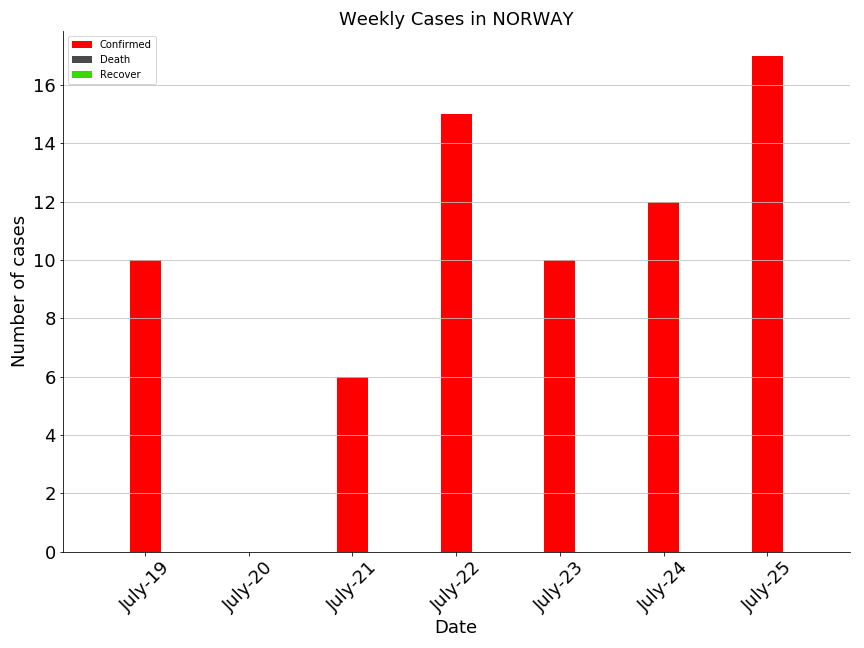 Weekly Cases in NORWAY
Confirmed
Death
Recover
Number of cases
16
14
12
10
8
6
4
2
0
July-19
July-20
July-21
July-22
July-23
July-24
July-25
Date